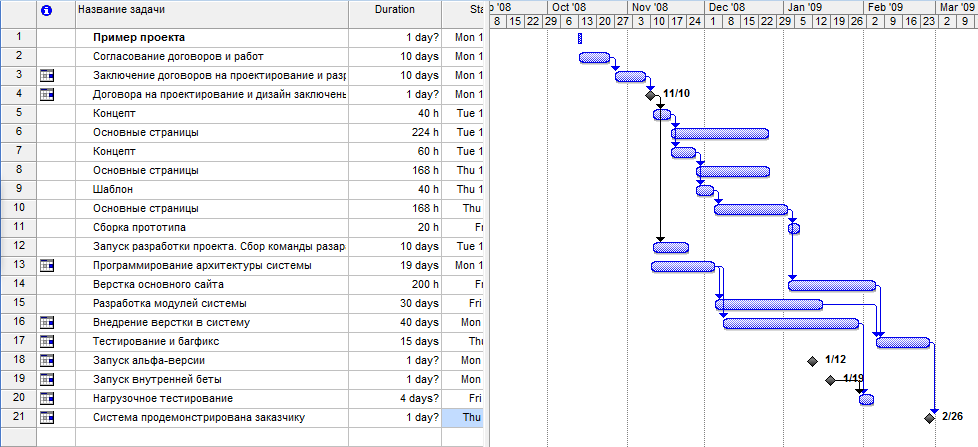 Название задачи Duration Sta p '08 Oct '08 Nov '08 Dec '08 Jan '09 Feb '09 Mar '09
8 15 22 29 6 13 20 27 3 10 17 24 1 8 15 22 29 5 12 19 26 2 9 16 23 2 9
1 Пример проекта 1 day? Mon 1
2 Согласование договоров и работ 10 days Mon 1
3 Заключение договоров на проектирование и разр 10 days Mon 1
4 Договора на проектирование и дизайн заключены 1 day? Mon 1 11/10
5 Концепт 40 h Tue 1
6 Основные страницы 224 h Tue 1
7 Концепт 60 h Tue 1
8 Основные страницы 168 h Thu 1
9 Шаблон 40 h Thu 1
10 Основные страницы 168 h Thu
11 Сборка прототипа 20 h Fr
12 Запуск разработки проекта. Сбор команды разар 10 days Tue 1
13 Программирование архитектуры системы 19 days Mon 1
14 Верстка основного сайта 200 h Fr
15 Разработка модулей системы 30 days Fri
16 Внедрение верстки в систему 40 days Mon
17 Тестирование и багфикс 15 days Thu
18 Запуск альфа-версии 1 day? Mon 1/12
19 Запуск внутренней беты 1 day? Mon 1/19
20 Нагрузочное тестирование 4 days? Fri
21 Система продемонстрирована заказчику 1 day? Thu 2/26